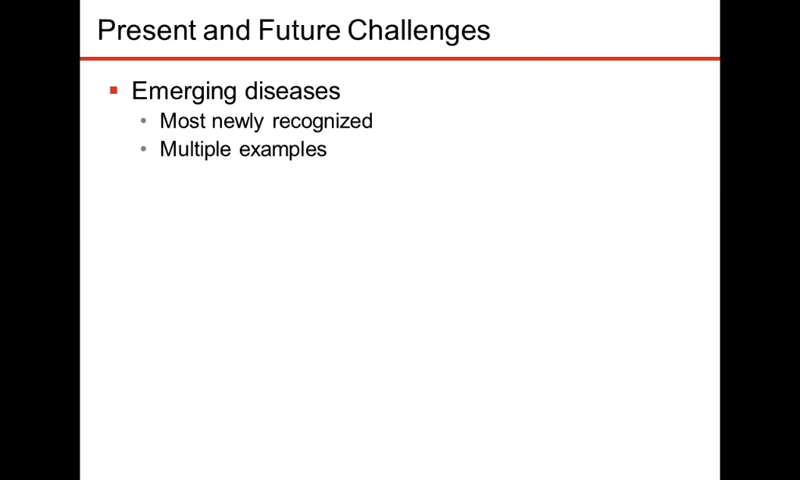 Present and Future Challenges
Emerging diseases
Most newly recognized
Multiple examples